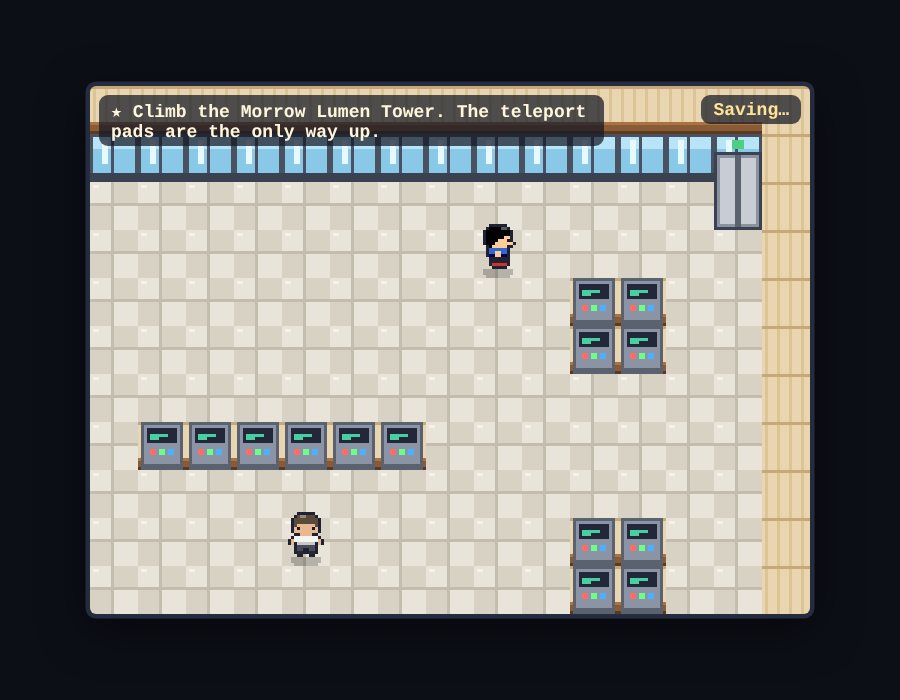 ★ Climb the Morrow Lumen Tower. The teleport
pads are the only way up.
Saving…